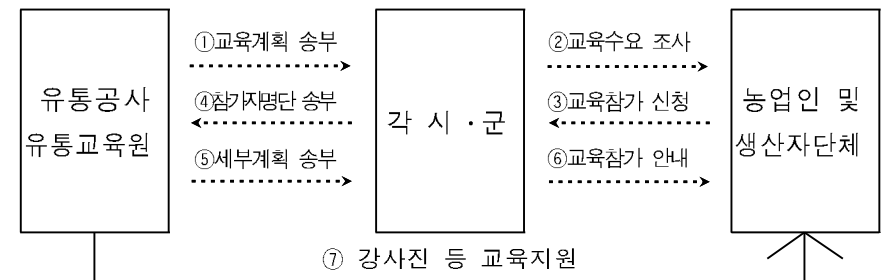 ①교육계획 송부
②교육수요 조사
유통공사
유통교육원
④참가자명단 송부
각 시·군
③교육참가 신청
농업인 및
생산자단체
⑤세부계획 송부
⑥교육참가 안내
⑦ 강사진 등 교육지원